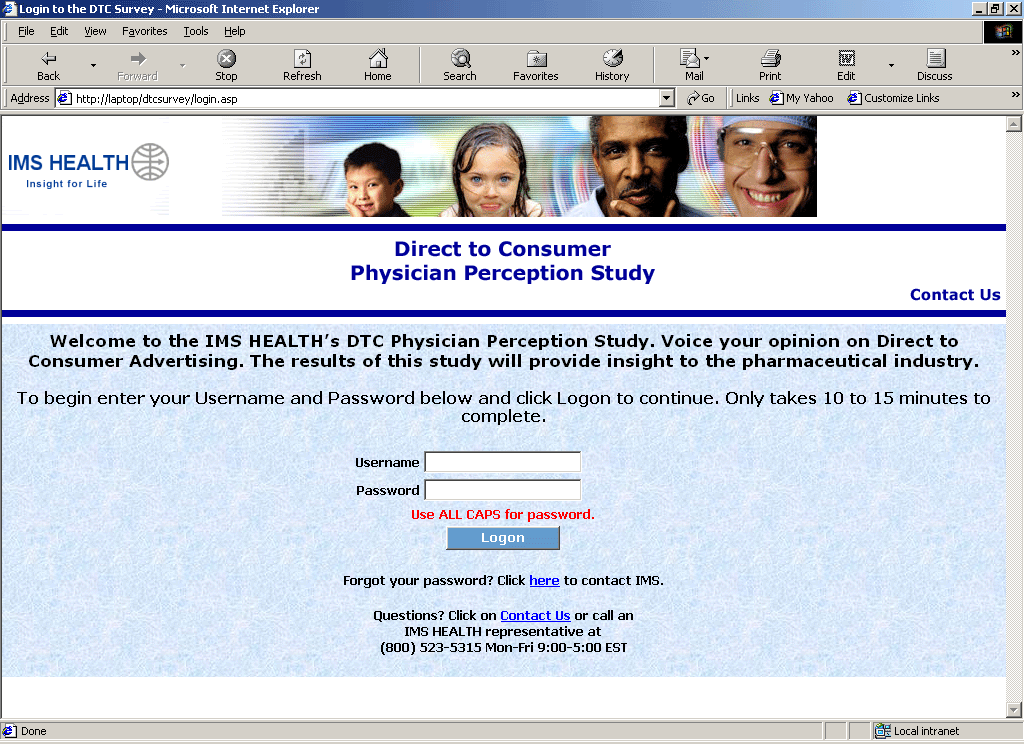 Login to the DTC Survey - Microsoft Internet Explorer
File Edit View Favorites Tools Help
Back Forward Stop Refresh Home Search Favorites History Mail Print Edit Discuss
Address http://laptop/dtcsurvey/login.asp Go Links My Yahoo Customize Links
IMS HEALTH
Insight for Life
Direct to Consumer
Physician Perception Study
Contact Us
Welcome to the IMS HEALTH's DTC Physician Perception Study. Voice your opinion on Direct to
Consumer Advertising. The results of this study will provide insight to the pharmaceutical industry.
To begin enter your Username and Password below and click Logon to continue. Only takes 10 to 15 minutes to
complete.
Username
Password
Use ALL CAPS for password.
Logon
Forgot your password? Click here to contact IMS.
Questions? Click on Contact Us or call an
IMS HEALTH representative at
(800) 523-5315 Mon-Fri 9:00-5:00 EST
Done Local intranet